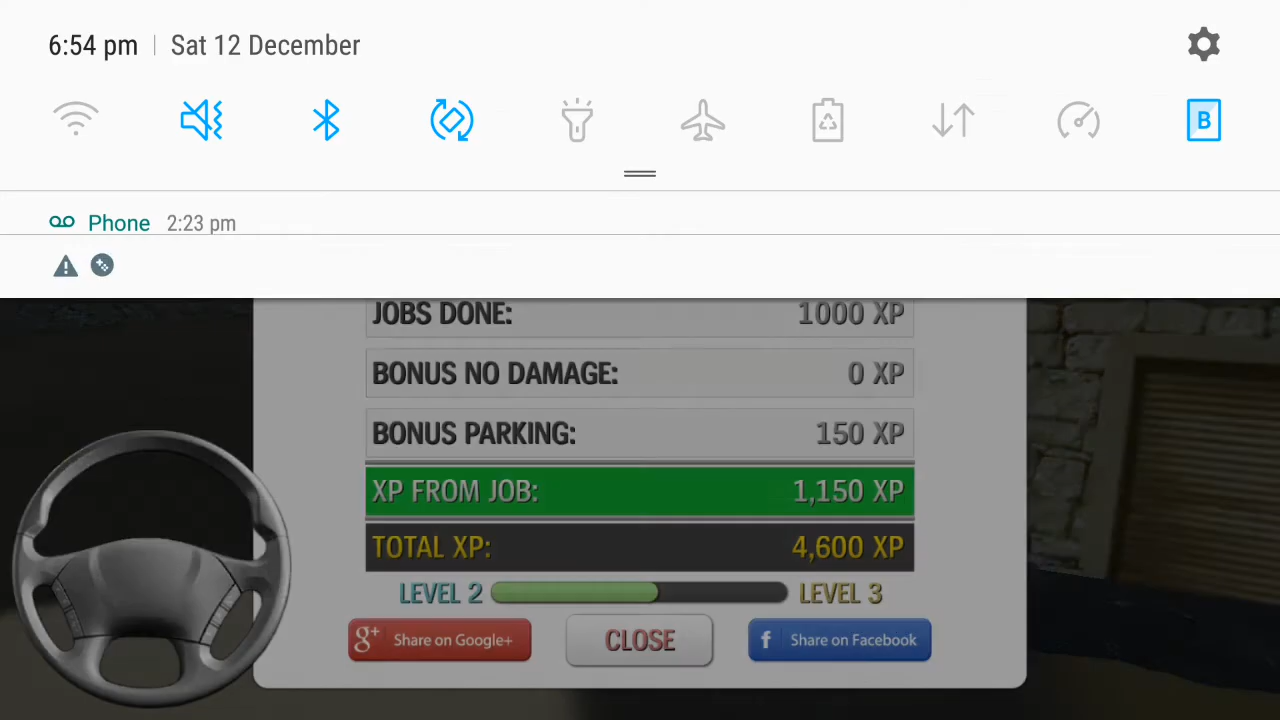 6:54 pm | Sat 12 December
B
Phone 2:23 pm
JOBS DONE: 1000 XP
BONUS NO DAMAGE: 0 XP
BONUS PARKING: 150 XP
XP FROM JOB: 1,150 XP
TOTAL XP: 4,600 XP
LEVEL 2 LEVEL 3
g+ Share on Google+ CLOSE f Share on Facebook